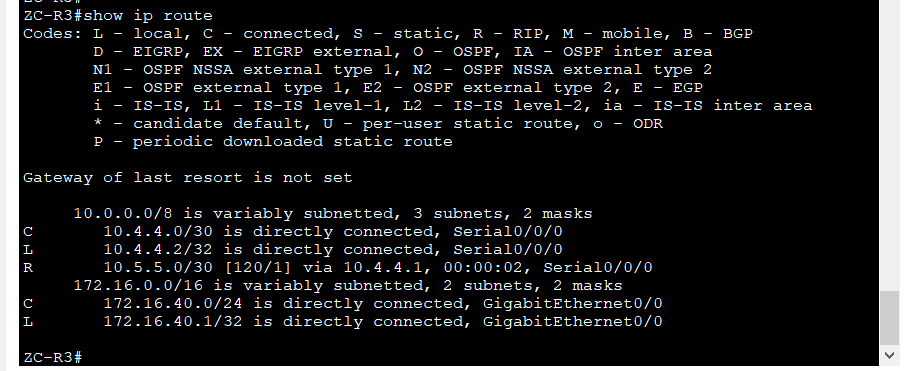 ZC-R3#show ip route
Codes: L - local, C - connected, S - static, R - RIP, M - mobile, B - BGP
D - EIGRP, EX - EIGRP external, O - OSPF, IA - OSPF inter area
N1 - OSPF NSSA external type 1, N2 - OSPF NSSA external type 2
E1 - OSPF external type 1, E2 - OSPF external type 2, E - EGP
i - IS-IS, L1 - IS-IS level-1, L2 - IS-IS level-2, ia - IS-IS inter area
* - candidate default, U - per-user static route, o - ODR
P - periodic downloaded static route
Gateway of last resort is not set
10.0.0.0/8 is variably subnetted, 3 subnets, 2 masks
C 10.4.4.0/30 is directly connected, Serial0/0/0
L 10.4.4.2/32 is directly connected, Serial0/0/0
R 10.5.5.0/30 [120/1] via 10.4.4.1, 00:00:02, Serial0/0/0
172.16.0.0/16 is variably subnetted, 2 subnets, 2 masks
C 172.16.40.0/24 is directly connected, GigabitEthernet0/0
L 172.16.40.1/32 is directly connected, GigabitEthernet0/0
ZC-R3#